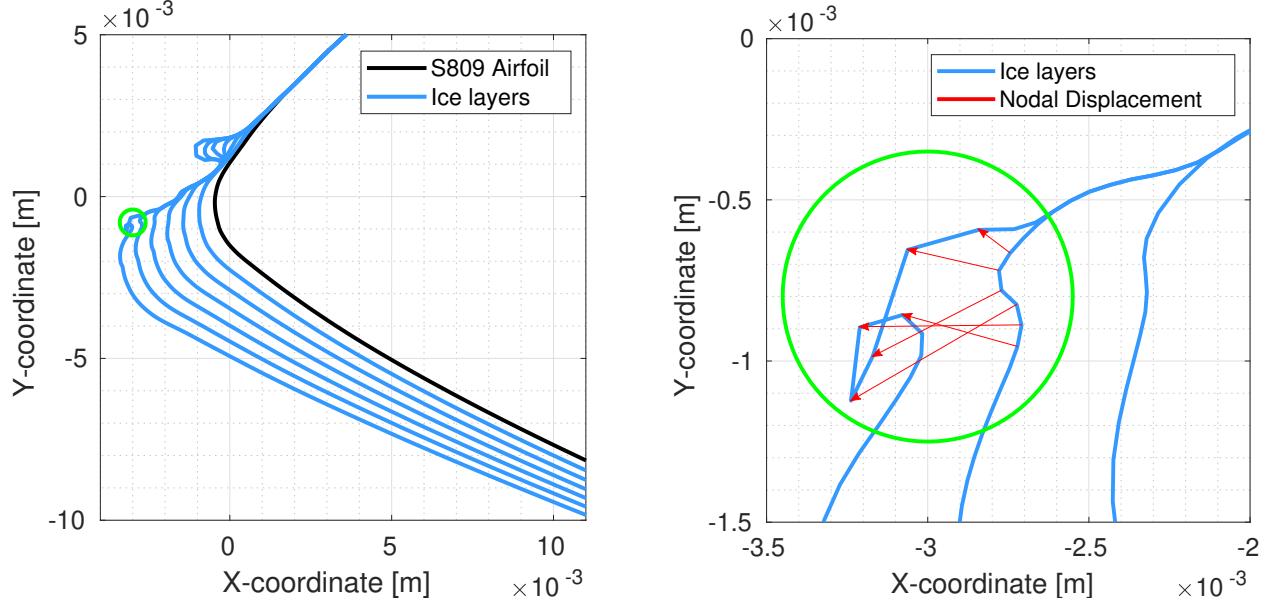 × 10⁻³
5
0
-5
-10
Y-coordinate [m]
S809 Airfoil
Ice layers
0
5
10
× 10⁻³
X-coordinate [m]
× 10⁻³
0
-0.5
-1
-1.5
Y-coordinate [m]
Ice layers
Nodal Displacement
-3.5
-3
-2.5
-2
× 10⁻³
X-coordinate [m]